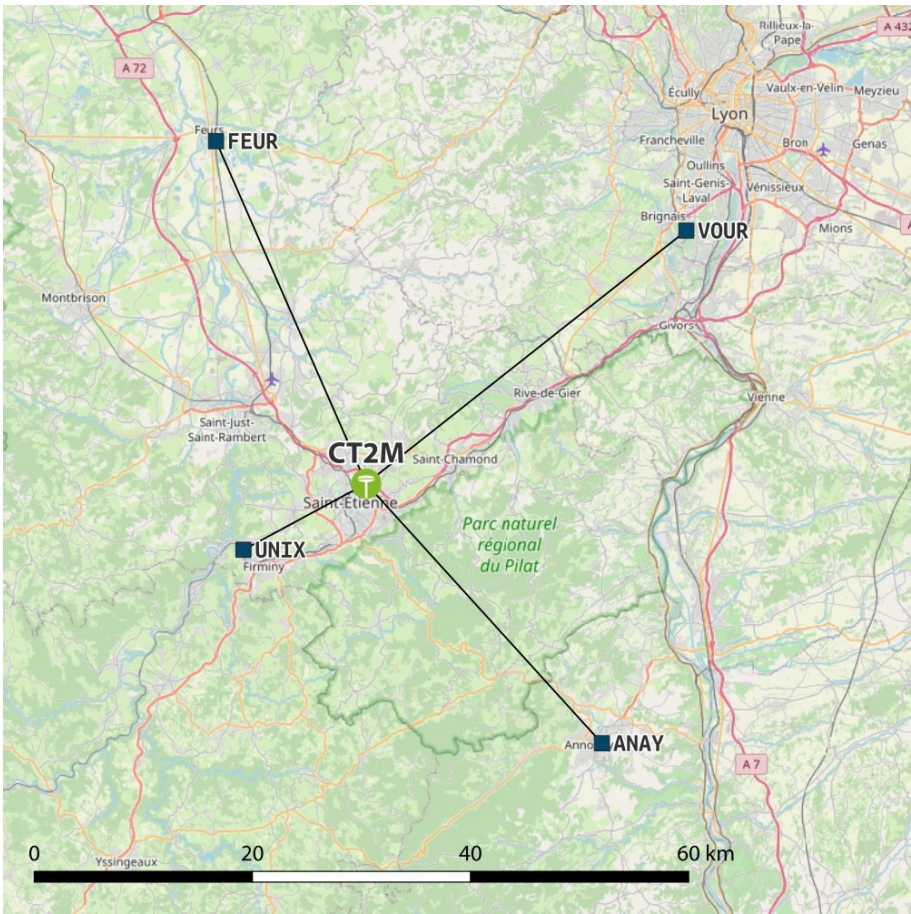 Rillieux-la-
Pape
A 432
A 72
Écully
Vaulx-en-Velin
Meyzieu
Lyon
Feurs
FEUR
Francheville
Bron
Genas
Oullins
Saint-Genis-
Laval
Vénissieux
Brignais
VOUR
Mions
Montbrison
Givors
Rive-de-Gier
Vienne
Saint-Just-
Saint-Rambert
CT2M
Saint-Chamond
Saint-Étienne
Parc naturel
régional
du Pilat
UNIX
Firminy
ANAY
A 7
0 20 40 60 km
Yssingeaux